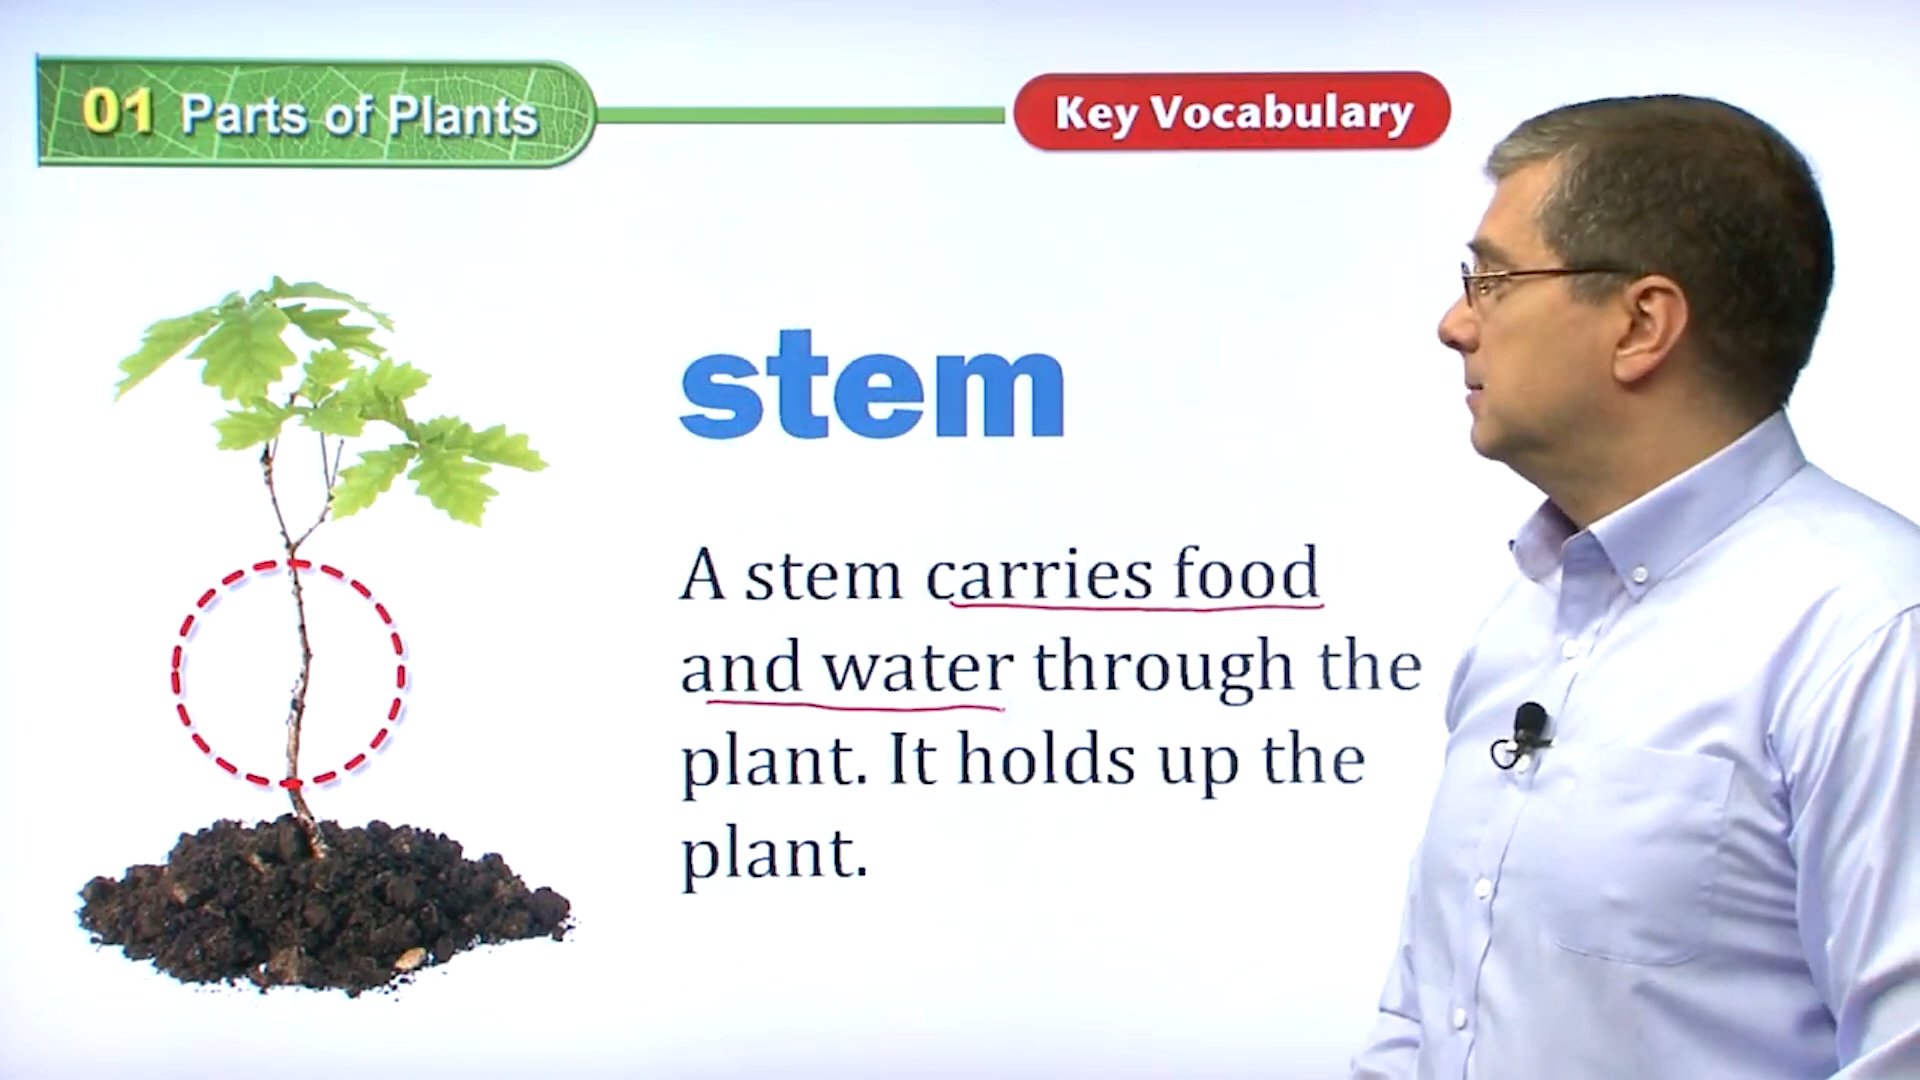 01 Parts of Plants
Key Vocabulary
stem
A stem carries food
and water through the
plant. It holds up the
plant.